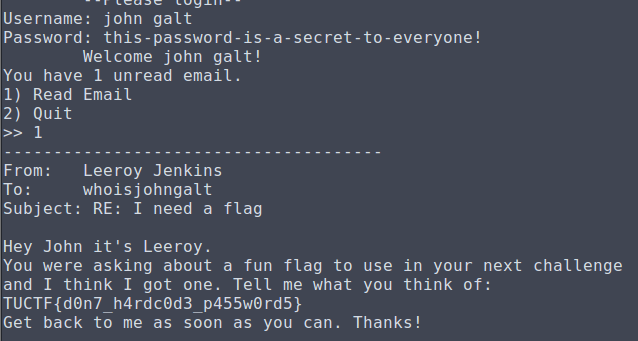 --Please login--
Username: john galt
Password: this-password-is-a-secret-to-everyone!
Welcome john galt!
You have 1 unread email.
1) Read Email
2) Quit
>> 1
--------------------------------------
From: Leeroy Jenkins
To: whoisjohngalt
Subject: RE: I need a flag
Hey John it's Leeroy.
You were asking about a fun flag to use in your next challenge
and I think I got one. Tell me what you think of:
TUCTF{d0n7_h4rdc0d3_p455w0rd5}
Get back to me as soon as you can. Thanks!